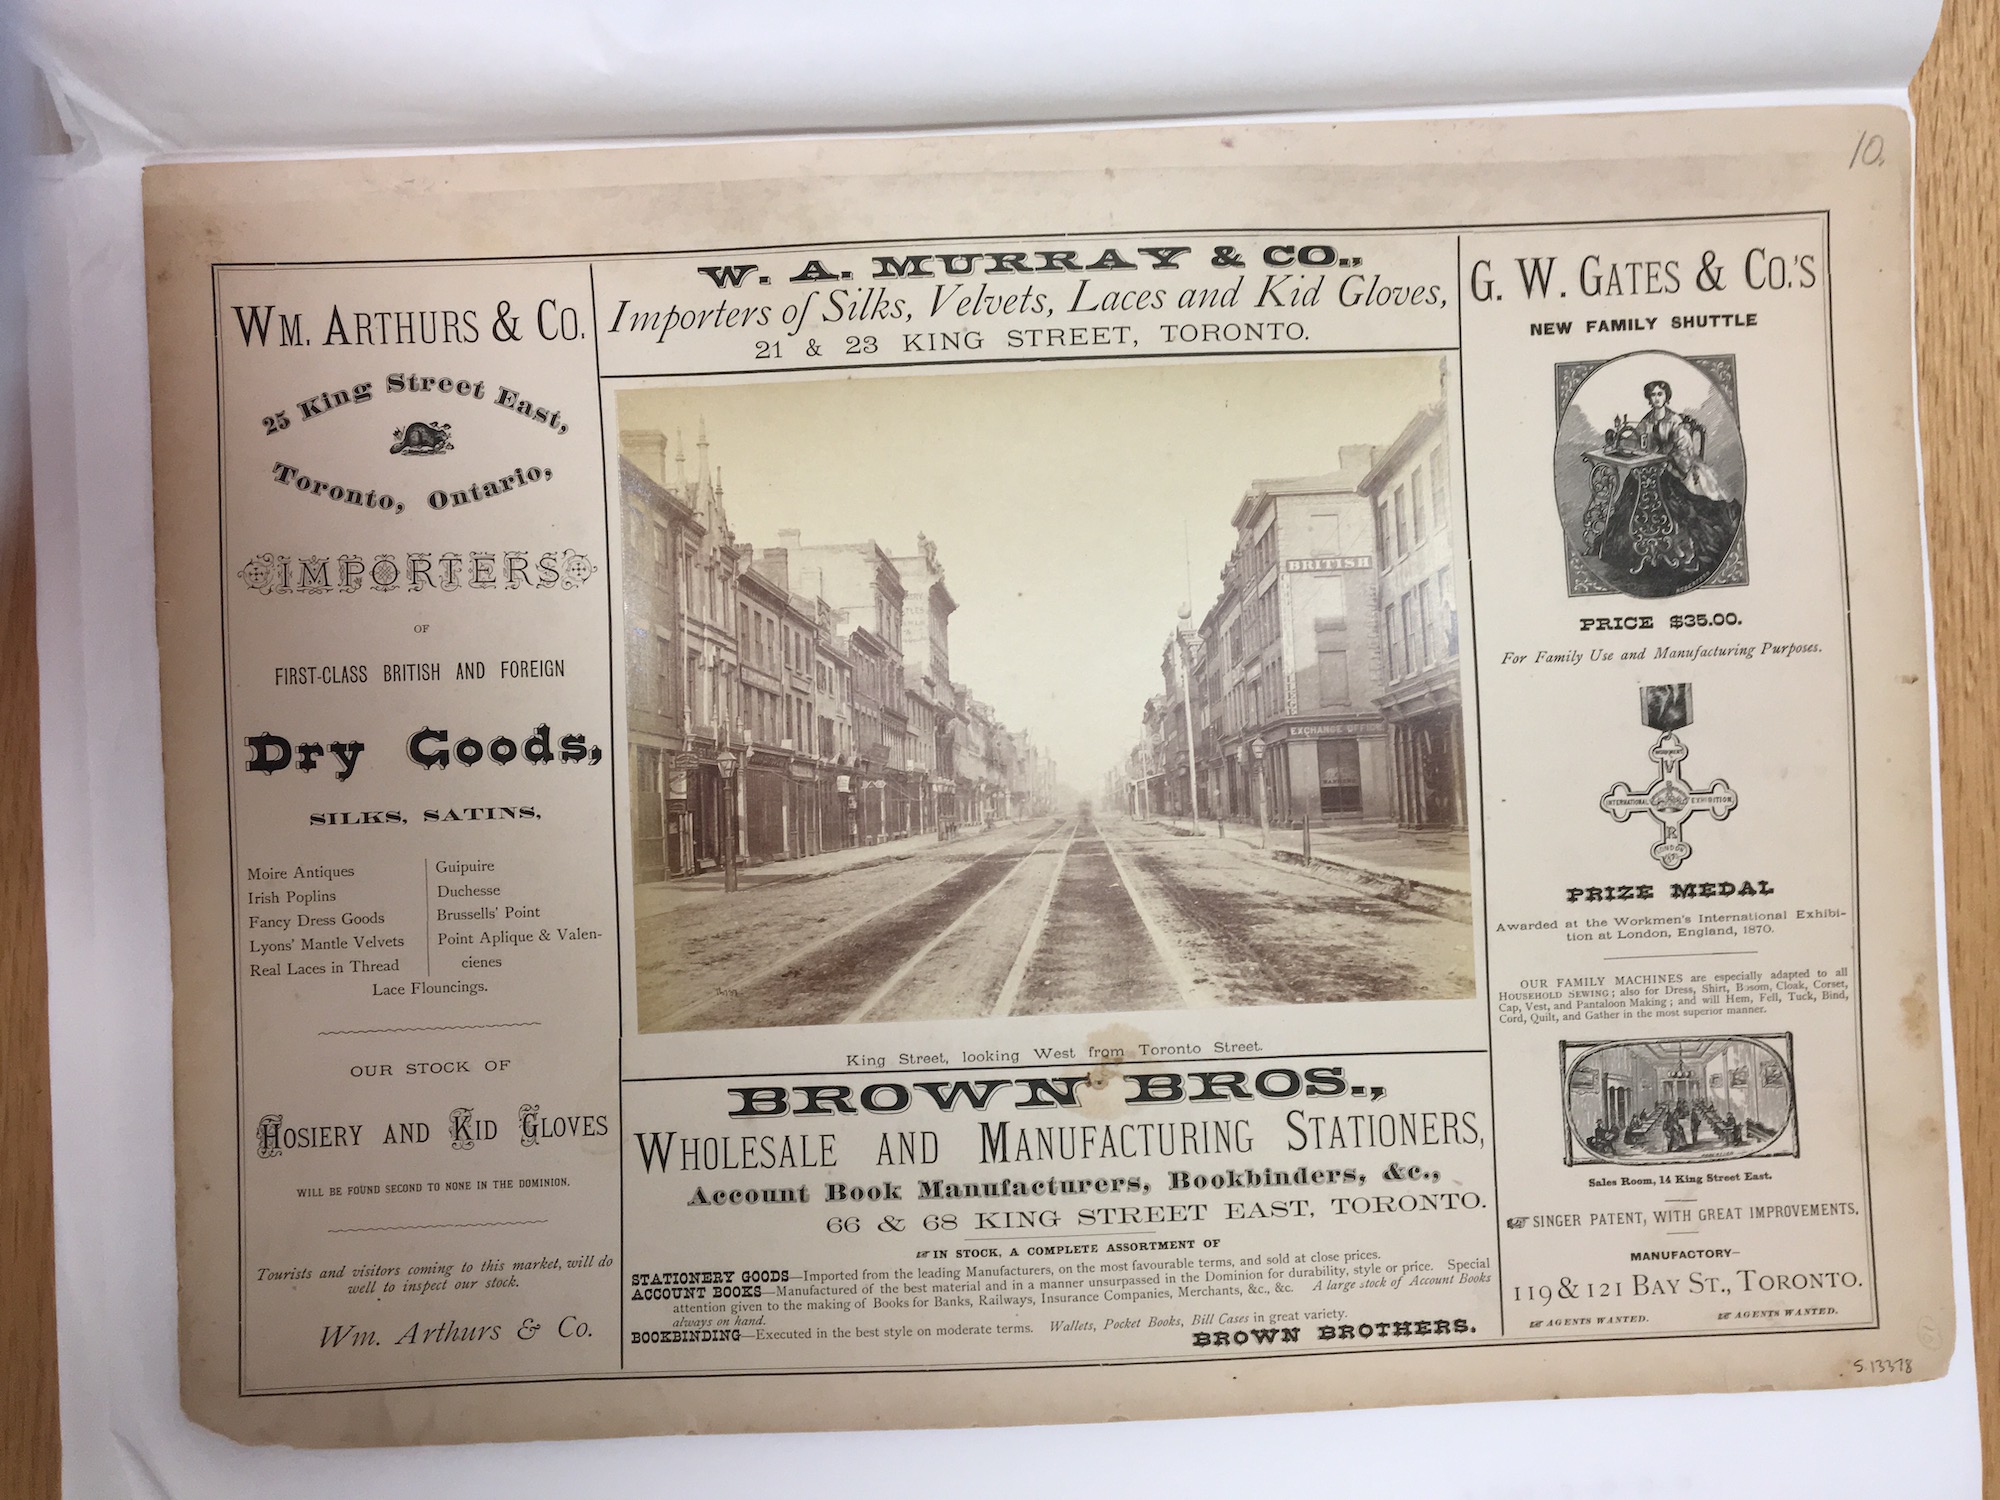 10.
WM. ARTHURS & CO.
25 King Street East,
Toronto, Ontario,
IMPORTERS
OF
FIRST-CLASS BRITISH AND FOREIGN
Dry Goods,
SILKS, SATINS,
Moire Antiques
Irish Poplins
Fancy Dress Goods
Lyons' Mantle Velvets
Real Laces in Thread
Guipuire
Duchesse
Brussells' Point
Point Aplique & Valen-
cienes
Lace Flouncings.
OUR STOCK OF
HOSIERY AND KID GLOVES
WILL BE FOUND SECOND TO NONE IN THE DOMINION.
Tourists and visitors coming to this market, will do
well to inspect our stock.
Wm. Arthurs & Co.
W. A. MURRAY & CO.,
Importers of Silks, Velvets, Laces and Kid Gloves,
21 & 23 KING STREET, TORONTO.
BRITISH
EXCHANGE OFFICE
King Street, looking West from Toronto Street.
BROWN BROS.,
WHOLESALE AND MANUFACTURING STATIONERS,
Account Book Manufacturers, Bookbinders, &c.,
66 & 68 KING STREET EAST, TORONTO.
IN STOCK, A COMPLETE ASSORTMENT OF
STATIONERY GOODS—Imported from the leading Manufacturers, on the most favourable terms, and sold at close prices.
ACCOUNT BOOKS—Manufactured of the best material and in a manner unsurpassed in the Dominion for durability, style or price. Special
attention given to the making of Books for Banks, Railways, Insurance Companies, Merchants, &c., &c. A large stock of Account Books
always on hand.
BOOKBINDING—Executed in the best style on moderate terms. Wallets, Pocket Books, Bill Cases in great variety.
BROWN BROTHERS.
G. W. GATES & CO.'S
NEW FAMILY SHUTTLE
PRICE $35.00.
For Family Use and Manufacturing Purposes.
WORKMENS
V
INTERNATIONAL EXHIBITION
R
LONDON
PRIZE MEDAL
Awarded at the Workmen's International Exhibi-
tion at London, England, 1870.
OUR FAMILY MACHINES are especially adapted to all
HOUSEHOLD SEWING; also for Dress, Shirt, Bosom, Cloak, Corset,
Cap, Vest, and Pantaloon Making; and will Hem, Fell, Tuck, Bind,
Cord, Quilt, and Gather in the most superior manner.
Sales Room, 14 King Street East.
SINGER PATENT, WITH GREAT IMPROVEMENTS.
MANUFACTORY—
119 & 121 BAY ST., TORONTO.
AGENTS WANTED. AGENTS WANTED.
S.13378